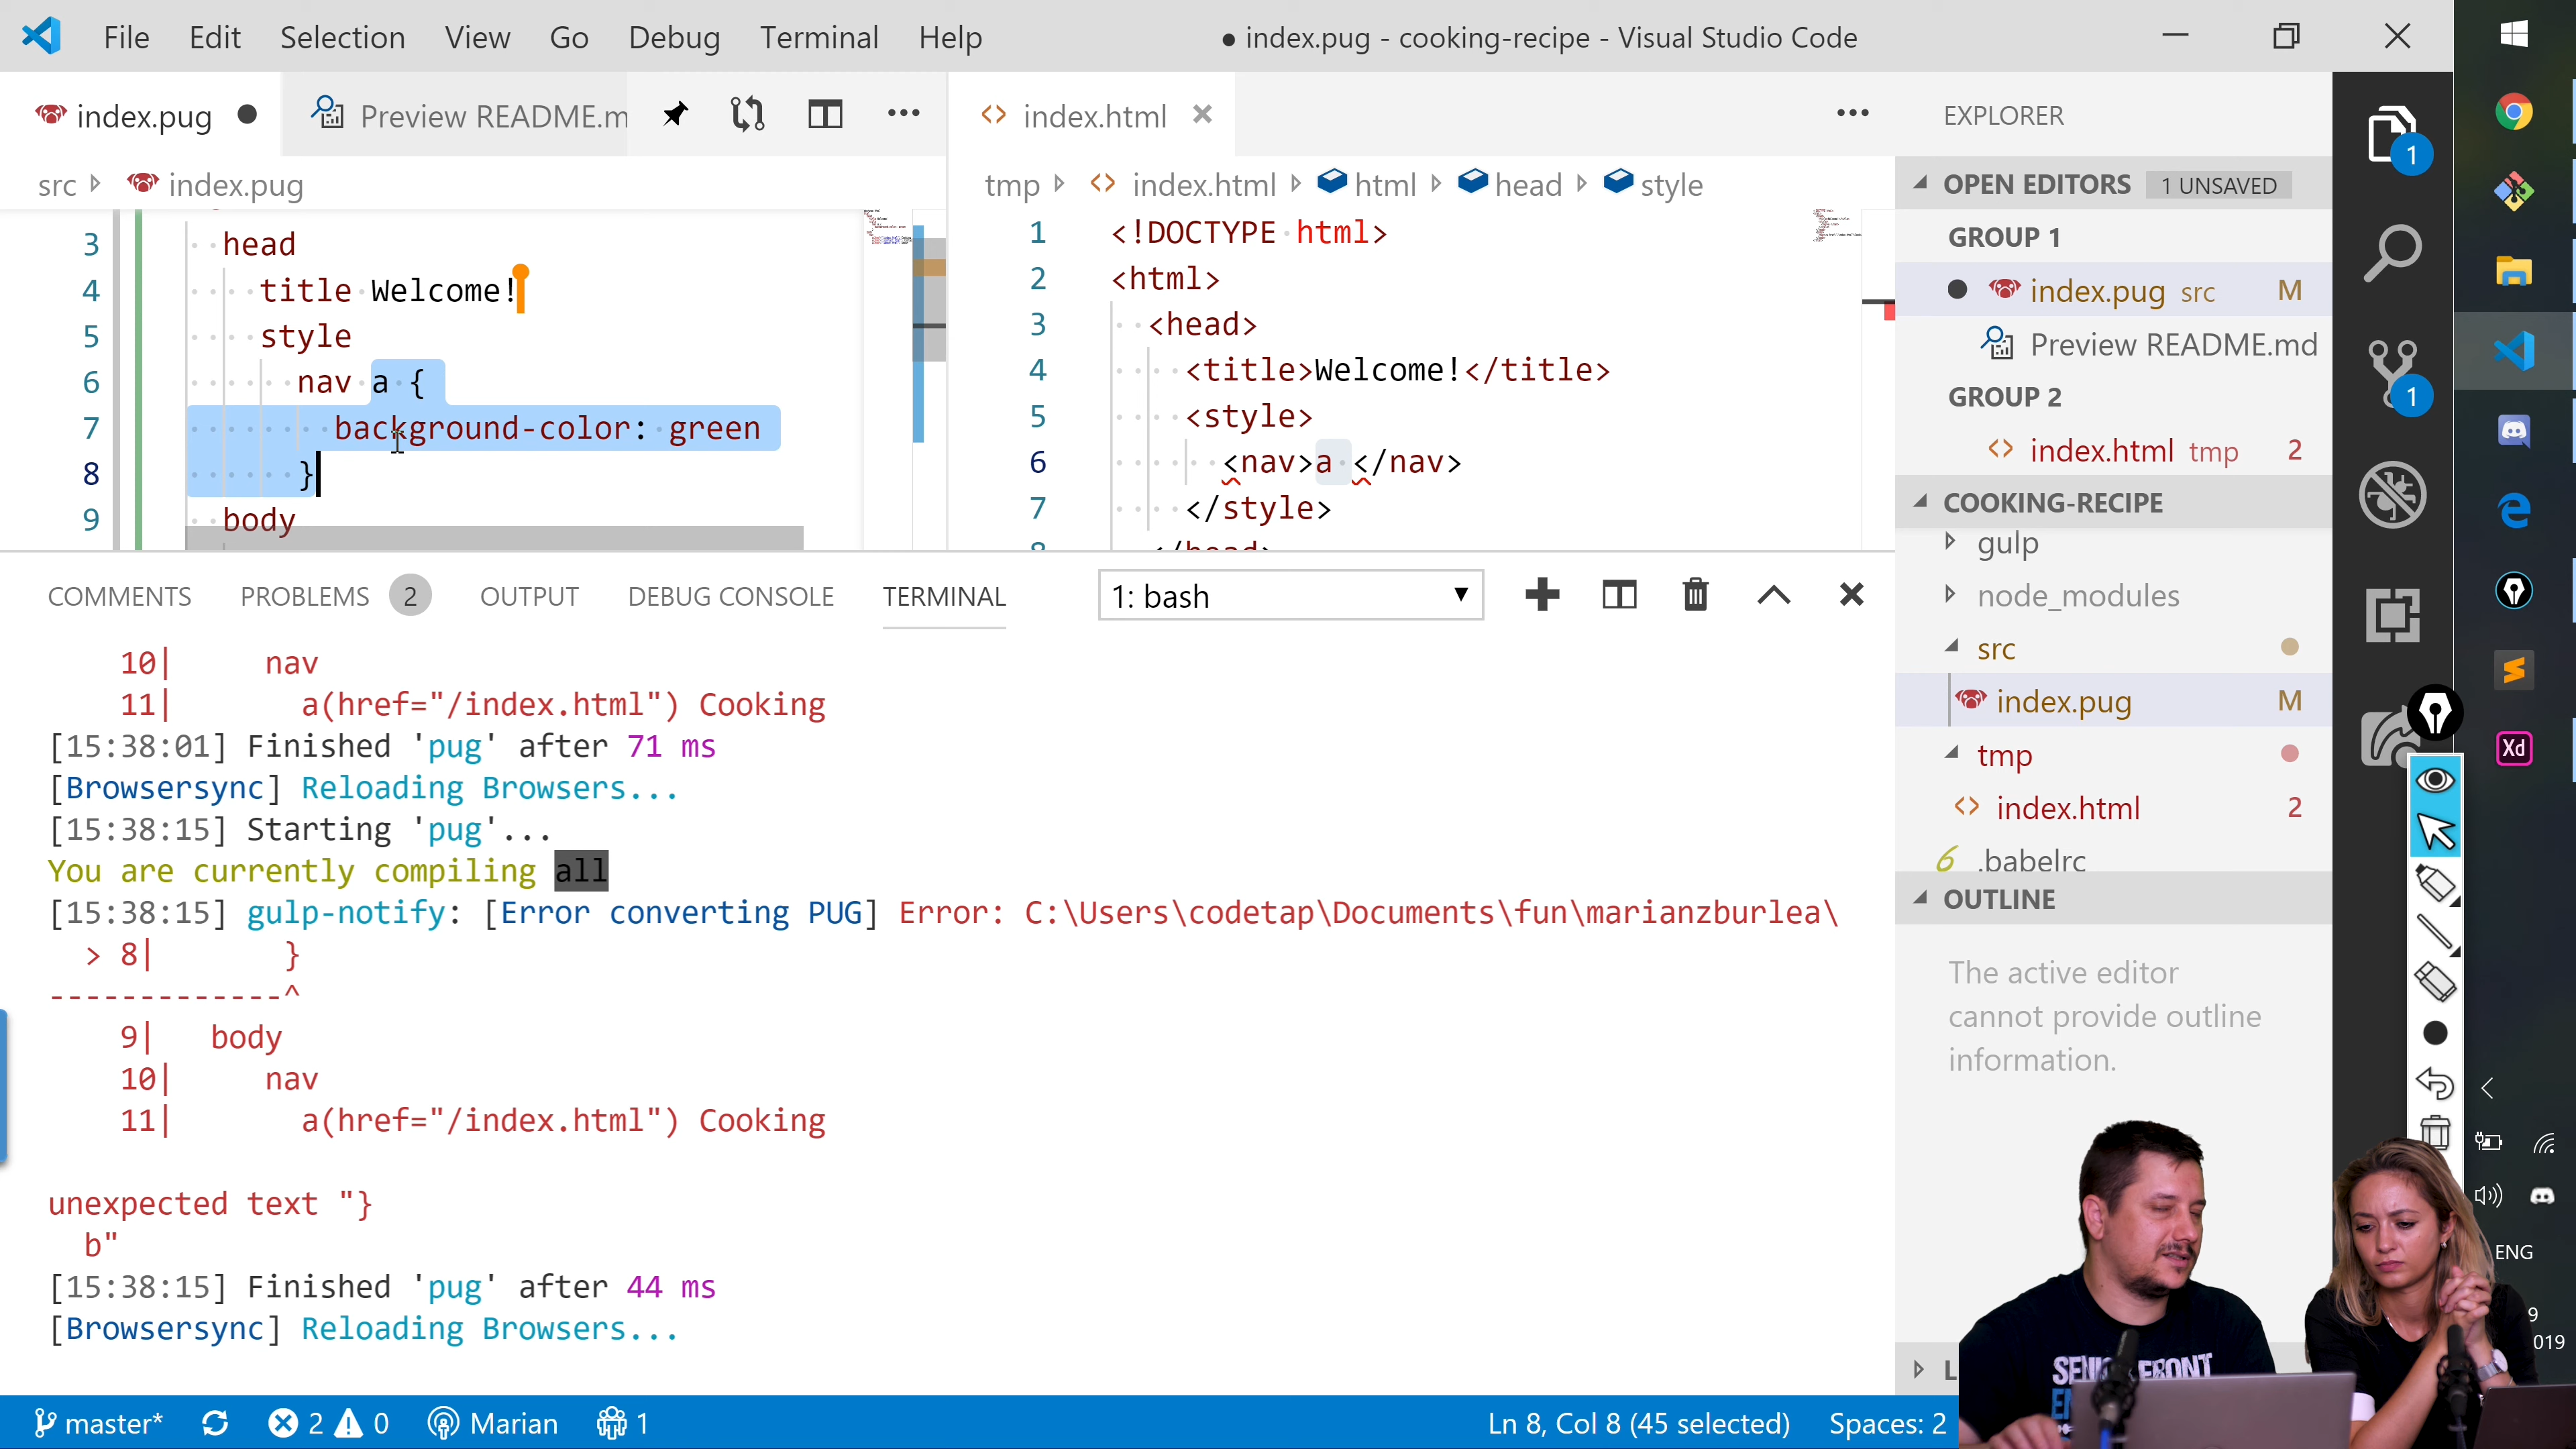 File Edit Selection View Go Debug Terminal Help
● index.pug - cooking-recipe - Visual Studio Code
index.pug ●
Preview README.m
src index.pug
3 head
4 title Welcome!
5 style
6 nav a {
7 background-color: green
8 }
9 body
index.html
tmp index.html html head style
1 <!DOCTYPE html>
2 <html>
3 <head>
4 <title>Welcome!</title>
5 <style>
6 <nav>a </nav>
7 </style>
8 </head>
EXPLORER
OPEN EDITORS 1 UNSAVED
GROUP 1
index.pug src M
Preview README.md
GROUP 2
index.html tmp 2
COOKING-RECIPE
gulp
node_modules
src
index.pug M
tmp
index.html 2
.babelrc
OUTLINE
The active editor
cannot provide outline
information.
1
1
COMMENTS PROBLEMS 2 OUTPUT DEBUG CONSOLE TERMINAL 1: bash
10| nav
11| a(href="/index.html") Cooking
[15:38:01] Finished 'pug' after 71 ms
[Browsersync] Reloading Browsers...
[15:38:15] Starting 'pug'...
You are currently compiling all
[15:38:15] gulp-notify: [Error converting PUG] Error: C:\Users\codetap\Documents\fun\marianzburlea\
> 8| }
-------------^
9| body
10| nav
11| a(href="/index.html") Cooking
unexpected text "}
b"
[15:38:15] Finished 'pug' after 44 ms
[Browsersync] Reloading Browsers...
Xd
ENG
9
019
L
FRONT
master* 2 0 Marian 1
Ln 8, Col 8 (45 selected) Spaces: 2